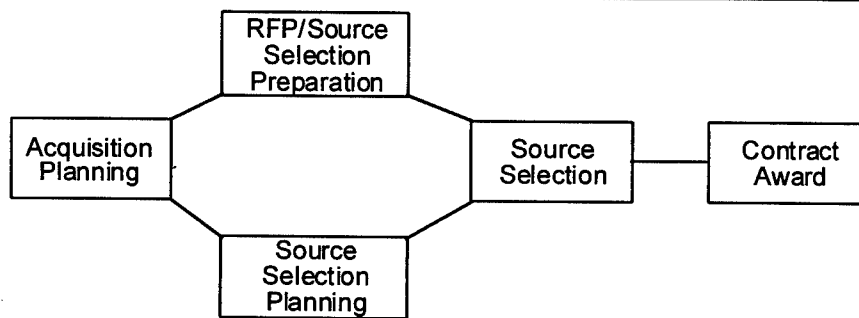 RFP/Source
Selection
Preparation
Acquisition
Planning
Source
Selection
Contract
Award
Source
Selection
Planning